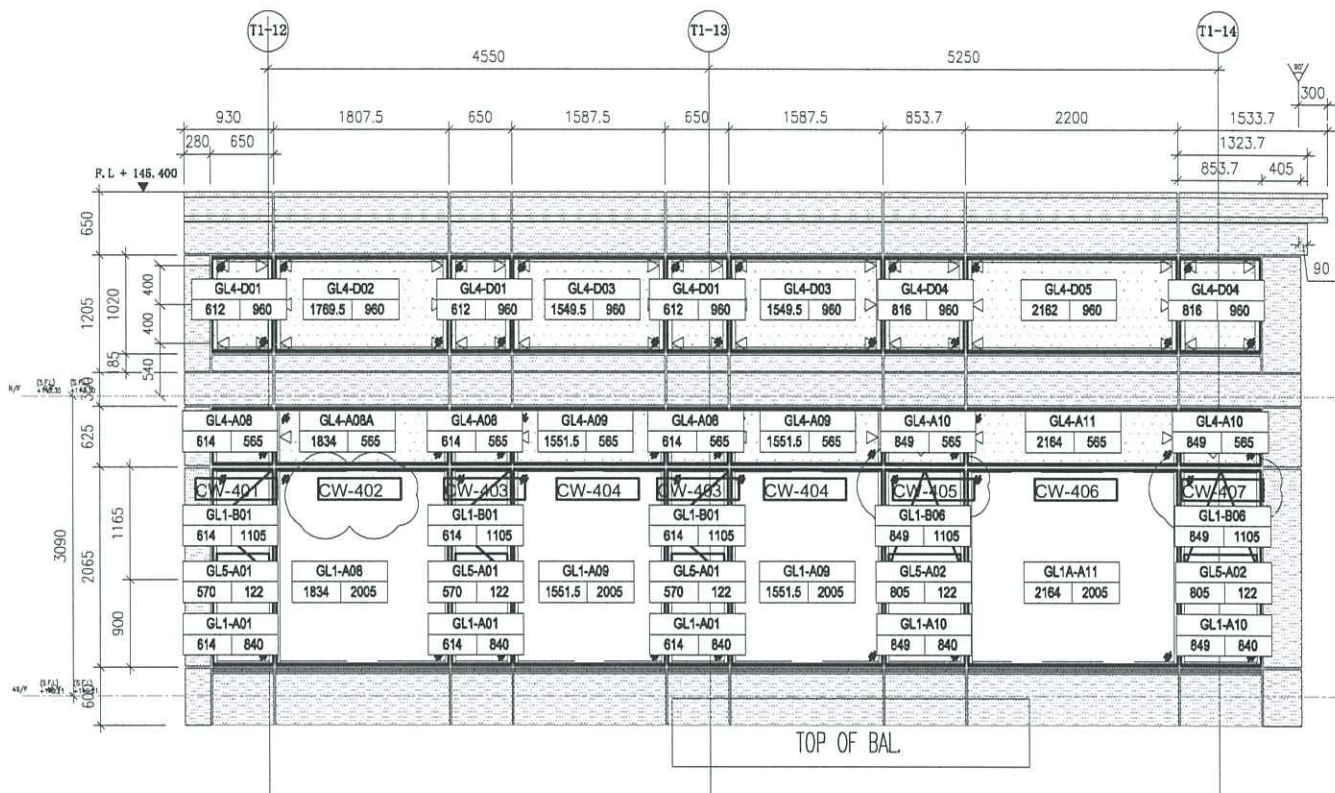 T1-12 T1-13 T1-14
4550 5250
90°
300
930 1807.5 650 1587.5 650 1587.5 853.7 2200 1533.7
280 650 1323.7
853.7 405
F.L + 145.400
650
90
1205 1020 400 400 85 540
GL4-D01 GL4-D02 GL4-D01 GL4-D03 GL4-D01 GL4-D03 GL4-D04 GL4-D05 GL4-D04
612 960 1769.5 960 612 960 1549.5 960 612 960 1549.5 960 816 960 2162 960 816 960
R/F (S.F.L)
625
GL4-A08 GL4-A08A GL4-A08 GL4-A09 GL4-A08 GL4-A09 GL4-A10 GL4-A11 GL4-A10
614 565 1834 565 614 565 1551.5 565 614 565 1551.5 565 849 565 2164 565 849 565
CW-401 CW-402 CW-403 CW-404 CW-403 CW-404 CW-405 CW-406 CW-407
3090 2065 1165 900
GL1-B01 GL1-B01 GL1-B01 GL1-B06 GL1-B06
614 1105 614 1105 614 1105 849 1105 849 1105
GL5-A01 GL1-A08 GL5-A01 GL1-A09 GL5-A01 GL1-A09 GL5-A02 GL1A-A11 GL5-A02
570 122 1834 2005 570 122 1551.5 2005 570 122 1551.5 2005 805 122 2164 2005 805 122
GL1-A01 GL1-A01 GL1-A01 GL1-A10 GL1-A10
614 840 614 840 614 840 849 840 849 840
(S.F.L)
600
TOP OF BAL.